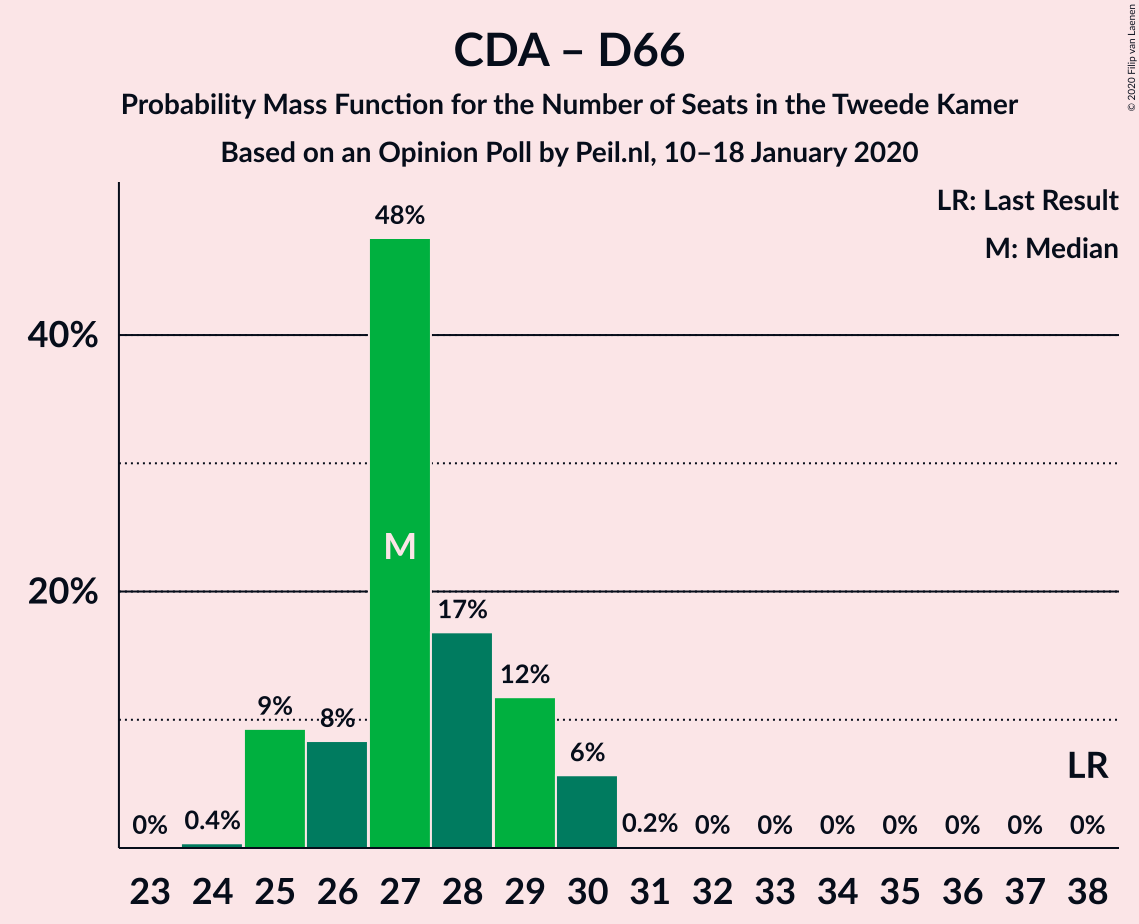 CDA – D66
Probability Mass Function for the Number of Seats in the Tweede Kamer
Based on an Opinion Poll by Peil.nl, 10–18 January 2020
© 2020 Filip van Laenen
LR: Last Result
M: Median
48%
40%
M
20%
17%
12%
9%
8%
6%
LR
0% 0.4% 0.2% 0% 0% 0% 0% 0% 0% 0%
23 24 25 26 27 28 29 30 31 32 33 34 35 36 37 38